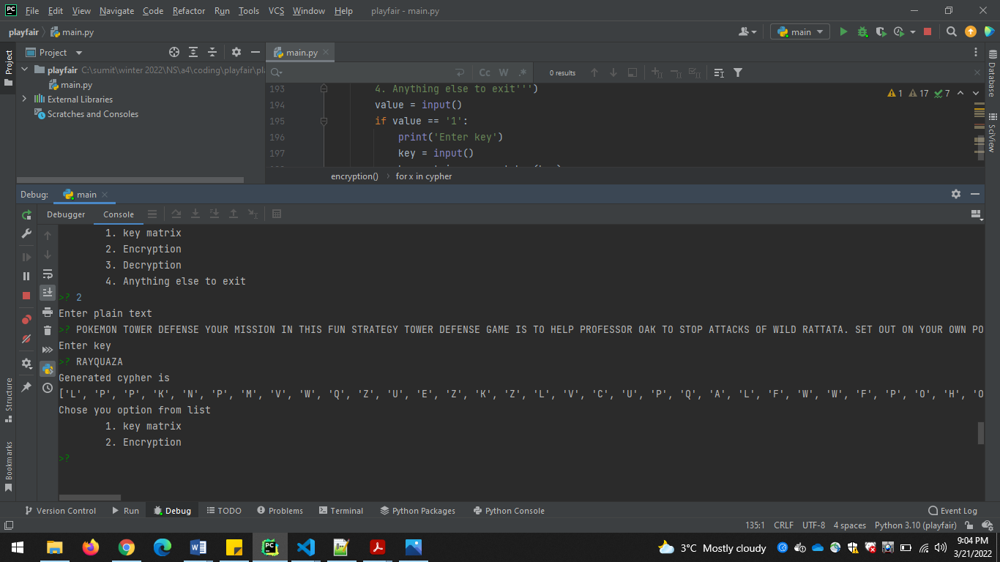 PC File Edit View Navigate Code Refactor Run Tools VCS Window Help playfair - main.py
playfair main.py
main
Project
Project
main.py
playfair C:\sumit\winter 2022\NS\a4\coding\playfair\pl
main.py
External Libraries
Scratches and Consoles
Cc W .* 0 results
193 4. Anything else to exit''')
194 value = input()
195 if value == '1':
196 print('Enter key')
197 key = input()
1 17 7
encryption() for x in cypher
Database
SciView
Debug: main
Debugger Console
1. key matrix
2. Encryption
3. Decryption
4. Anything else to exit
>? 2
Enter plain text
>? POKEMON TOWER DEFENSE YOUR MISSION IN THIS FUN STRATEGY TOWER DEFENSE GAME IS TO HELP PROFESSOR OAK TO STOP ATTACKS OF WILD RATTATA. SET OUT ON YOUR OWN PO
Enter key
>? RAYQUAZA
Generated cypher is
['L', 'P', 'P', 'K', 'N', 'P', 'M', 'V', 'W', 'Q', 'Z', 'U', 'E', 'Z', 'K', 'Z', 'L', 'V', 'C', 'U', 'P', 'Q', 'A', 'L', 'F', 'W', 'W', 'F', 'P', 'O', 'H', 'O
Chose you option from list
1. key matrix
2. Encryption
>?
Structure
Bookmarks
Version Control Run Debug TODO Problems Terminal Python Packages Python Console Event Log
135:1 CRLF UTF-8 4 spaces Python 3.10 (playfair)
3°C Mostly cloudy
9:04 PM
3/21/2022